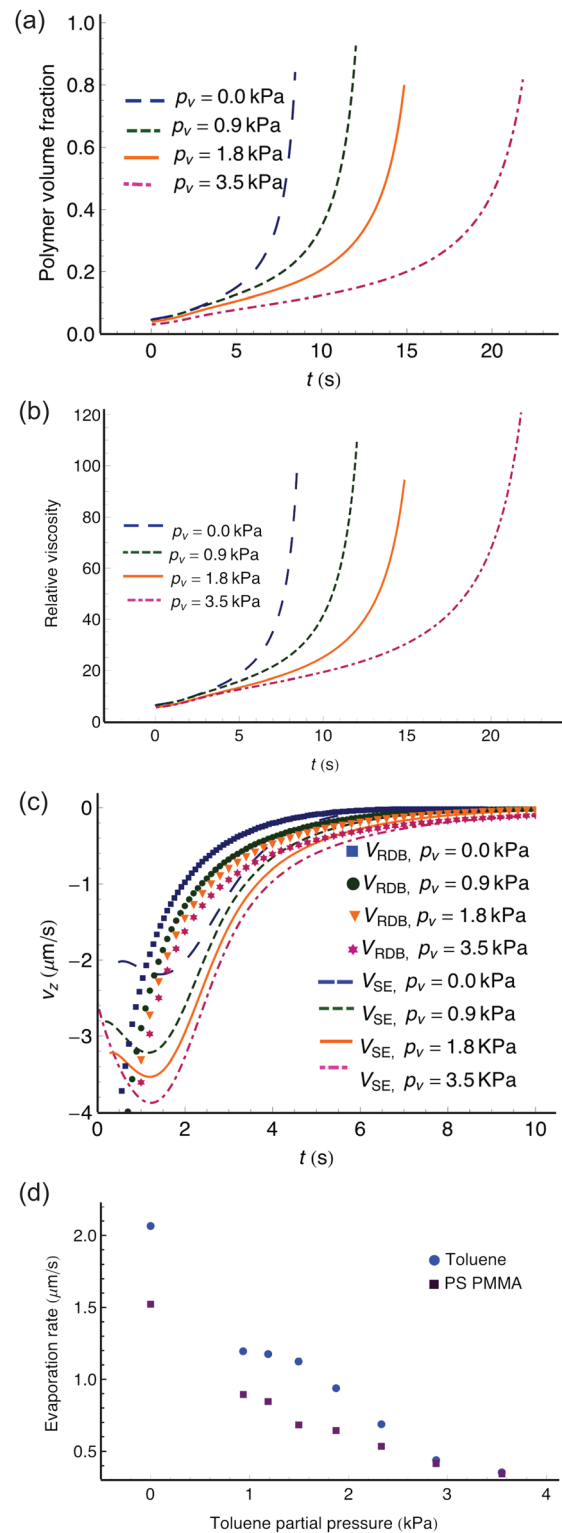 (a)
1.0
0.8
0.6
0.4
0.2
0.0
Polymer volume fraction
p_v = 0.0 kPa
p_v = 0.9 kPa
p_v = 1.8 kPa
p_v = 3.5 kPa
0 5 10 15 20
t (s)
(b)
120
100
80
60
40
20
0
Relative viscosity
p_v = 0.0 kPa
p_v = 0.9 kPa
p_v = 1.8 kPa
p_v = 3.5 kPa
0 5 10 15 20
t (s)
(c)
0
−1
−2
−3
−4
v_z (μm/s)
V_RDB, p_v = 0.0 kPa
V_RDB, p_v = 0.9 kPa
V_RDB, p_v = 1.8 kPa
V_RDB, p_v = 3.5 kPa
V_SE, p_v = 0.0 kPa
V_SE, p_v = 0.9 kPa
V_SE, p_v = 1.8 KPa
V_SE, p_v = 3.5 KPa
0 2 4 6 8 10
t (s)
(d)
2.0
1.5
1.0
0.5
Evaporation rate (μm/s)
Toluene
PS PMMA
0 1 2 3 4
Toluene partial pressure (kPa)